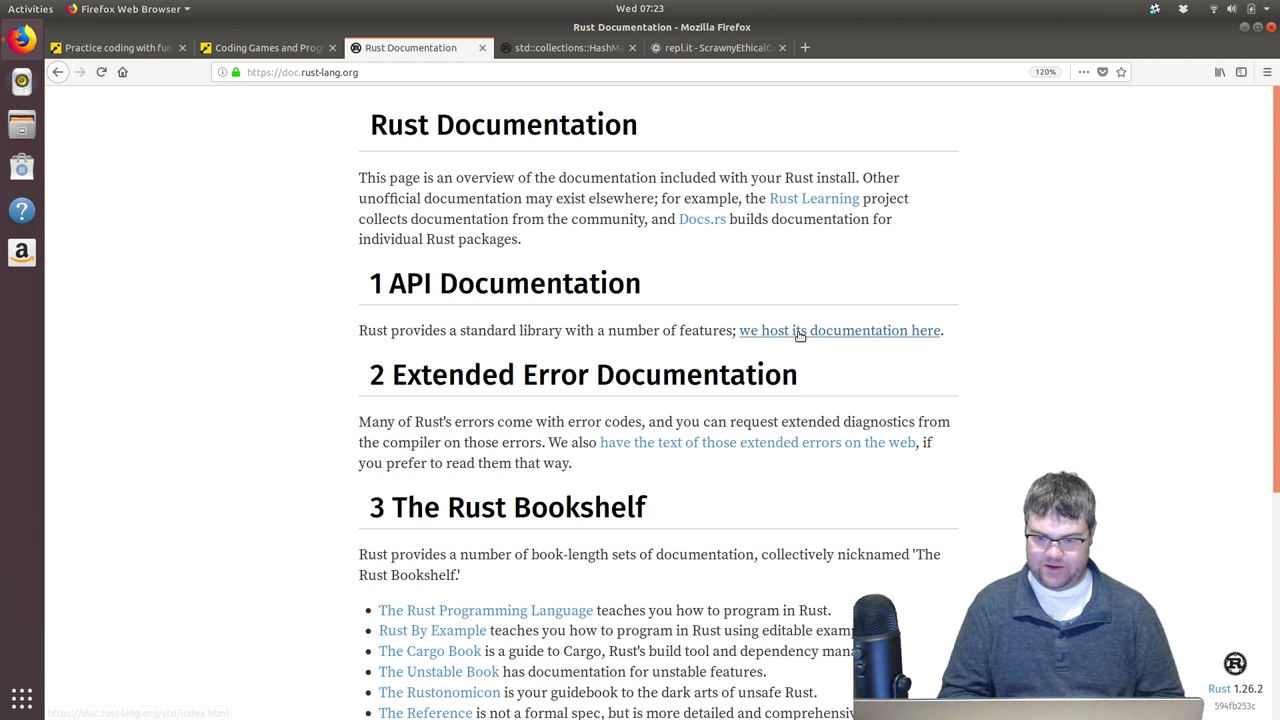 Activities
Firefox Web Browser
Wed 07:23
Rust Documentation - Mozilla Firefox
Practice coding with fun
Coding Games and Prog
Rust Documentation
std::collections::HashMa
repl.it - ScrawnyEthicalC
https://doc.rust-lang.org
120%
Rust Documentation
This page is an overview of the documentation included with your Rust install. Other
unofficial documentation may exist elsewhere; for example, the Rust Learning project
collects documentation from the community, and Docs.rs builds documentation for
individual Rust packages.
1 API Documentation
Rust provides a standard library with a number of features; we host its documentation here.
2 Extended Error Documentation
Many of Rust's errors come with error codes, and you can request extended diagnostics from
the compiler on those errors. We also have the text of those extended errors on the web, if
you prefer to read them that way.
3 The Rust Bookshelf
Rust provides a number of book-length sets of documentation, collectively nicknamed 'The
Rust Bookshelf.'
The Rust Programming Language teaches you how to program in Rust.
Rust By Example teaches you how to program in Rust using editable examp
The Cargo Book is a guide to Cargo, Rust's build tool and dependency mana
The Unstable Book has documentation for unstable features.
The Rustonomicon is your guidebook to the dark arts of unsafe Rust.
The Reference is not a formal spec, but is more detailed and comprehensiv
https://doc.rust-lang.org/std/index.html
Rust 1.26.2
594fb253c